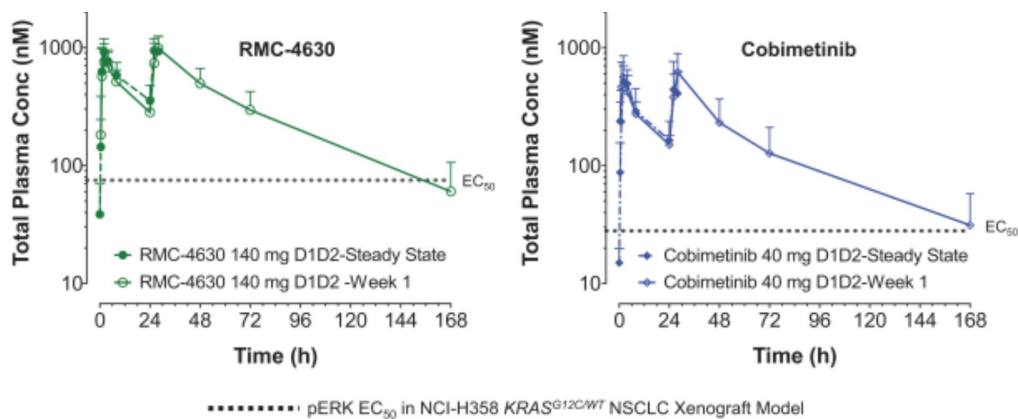 RMC-4630
Total Plasma Conc (nM)
1000
100
10
EC50
RMC-4630 140 mg D1D2-Steady State
RMC-4630 140 mg D1D2 -Week 1
0 24 48 72 96 120 144 168
Time (h)
Cobimetinib
Total Plasma Conc (nM)
1000
100
10
EC50
Cobimetinib 40 mg D1D2-Steady State
Cobimetinib 40 mg D1D2-Week 1
0 24 48 72 96 120 144 168
Time (h)
pERK EC50 in NCI-H358 KRASG12C/WT NSCLC Xenograft Model